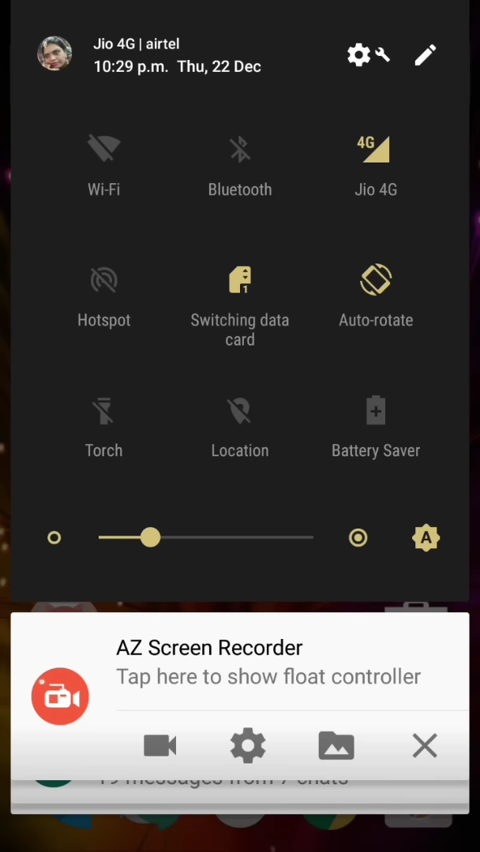 Jio 4G | airtel
10:29 p.m. Thu, 22 Dec
4G
Wi-Fi
Bluetooth
Jio 4G
1
Hotspot
Switching data
card
Auto-rotate
Torch
Location
Battery Saver
A
AZ Screen Recorder
Tap here to show float controller
19 messages from 7 chats